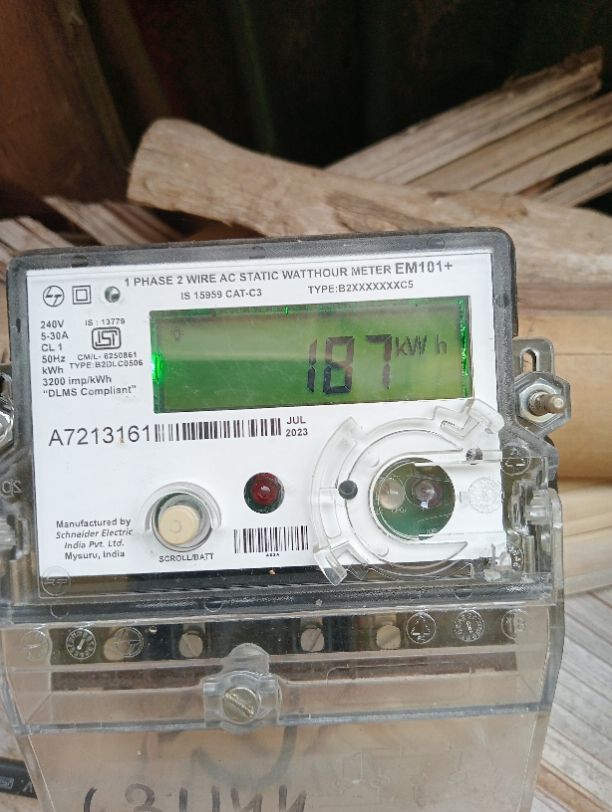 1 PHASE 2 WIRE AC STATIC WATTHOUR METER EM101+
IS 15959 CAT-C3 TYPE:B2XXXXXXXC5
240V
5-30A
CL 1
50Hz
kWh
3200 imp/kWh
"DLMS Compliant"
IS : 13779
ISI
CM/L- 6250861
TYPE:B2DLC0506
187 kWh
A7213161
JUL
2023
Manufactured by
Schneider Electric
India Pvt. Ltd.
Mysuru, India
SCROLL/BATT